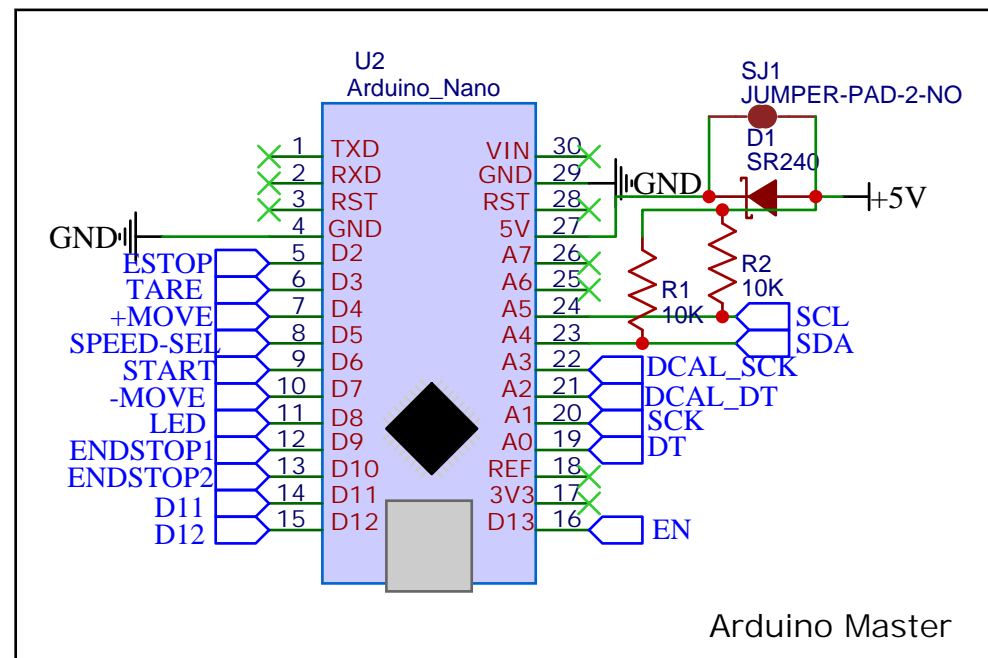 U2
Arduino_Nano
SJ1
JUMPER-PAD-2-NO
D1
SR240
+5V
GND
GND
1 TXD
2 RXD
3 RST
4 GND
ESTOP 5 D2
TARE 6 D3
+MOVE 7 D4
SPEED-SEL 8 D5
START 9 D6
-MOVE 10 D7
LED 11 D8
ENDSTOP1 12 D9
ENDSTOP2 13 D10
D11 14 D11
D12 15 D12
VIN 30
GND 29
RST 28
5V 27
A7 26
A6 25
A5 24 SCL
A4 23 SDA
A3 22 DCAL_SCK
A2 21 DCAL_DT
A1 20 SCK
A0 19 DT
REF 18
3V3 17
D13 16 EN
R1
10K
R2
10K
Arduino Master